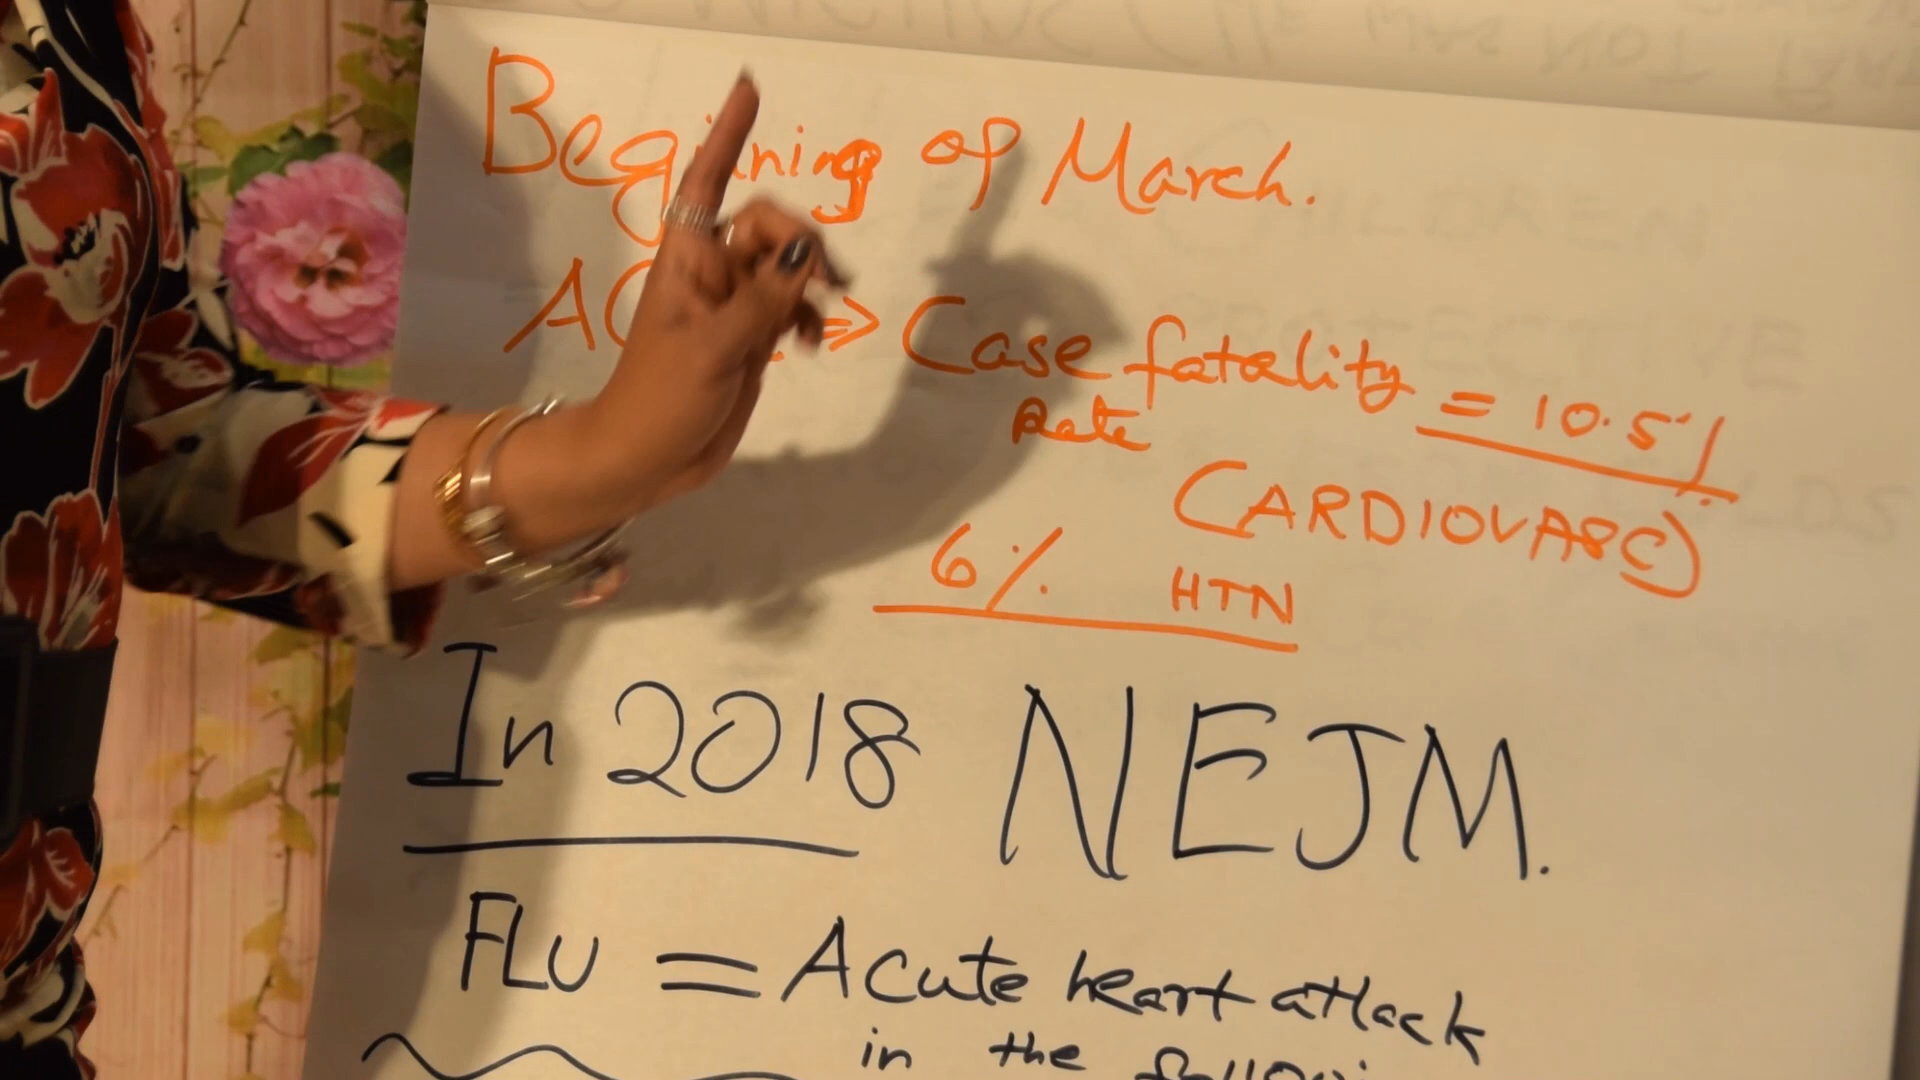 Beginning of March.
⇒ Case fatality = 10.5%
Rate
CARDIOVASC)
6% HTN
In 2018 NEJM.
FLU = Acute heart attack
in the